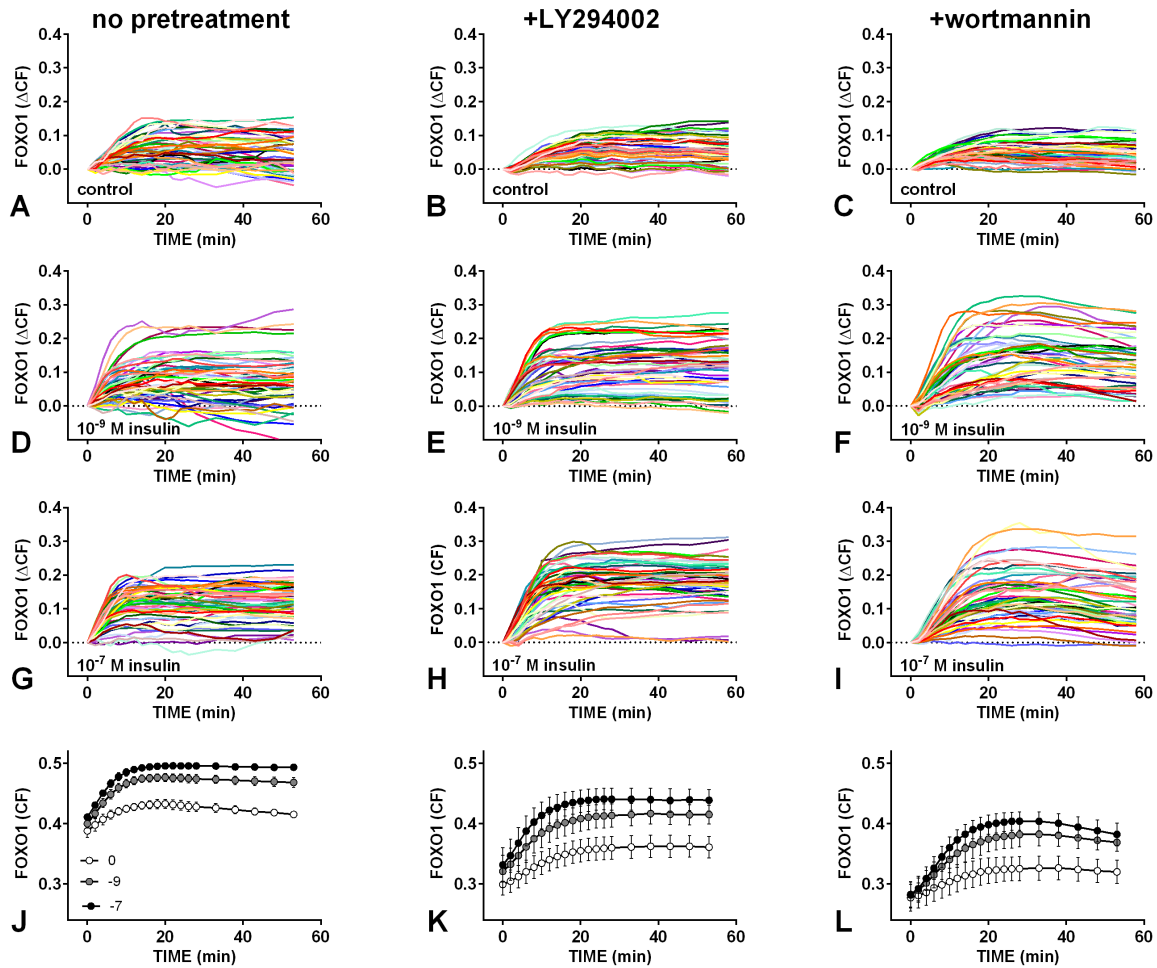 no pretreatment +LY294002 +wortmannin
0.4 0.4 0.4
0.3 0.3 0.3
0.2 0.2 0.2
0.1 0.1 0.1
0.0 0.0 0.0
FOXO1 (ΔCF) FOXO1 (ΔCF) FOXO1 (ΔCF)
control control control
A B C
0 20 40 60 0 20 40 60 0 20 40 60
TIME (min) TIME (min) TIME (min)
0.4 0.4 0.4
0.3 0.3 0.3
0.2 0.2 0.2
0.1 0.1 0.1
0.0 0.0 0.0
FOXO1 (ΔCF) FOXO1 (ΔCF) FOXO1 (ΔCF)
10⁻⁹ M insulin 10⁻⁹ M insulin 10⁻⁹ M insulin
D E F
0 20 40 60 0 20 40 60 0 20 40 60
TIME (min) TIME (min) TIME (min)
0.4 0.4 0.4
0.3 0.3 0.3
0.2 0.2 0.2
0.1 0.1 0.1
0.0 0.0 0.0
FOXO1 (ΔCF) FOXO1 (CF) FOXO1 (ΔCF)
10⁻⁷ M insulin 10⁻⁷ M insulin 10⁻⁷ M insulin
G H I
0 20 40 60 0 20 40 60 0 20 40 60
TIME (min) TIME (min) TIME (min)
0.5 0.5 0.5
0.4 0.4 0.4
0.3 0.3 0.3
FOXO1 (CF) FOXO1 (CF) FOXO1 (CF)
0
-9
-7
J K L
0 20 40 60 0 20 40 60 0 20 40 60
TIME (min) TIME (min) TIME (min)